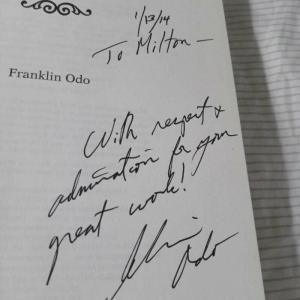 1/13/14
To Milton —
Franklin Odo
With respect &
admiration for your
great work!
Odo